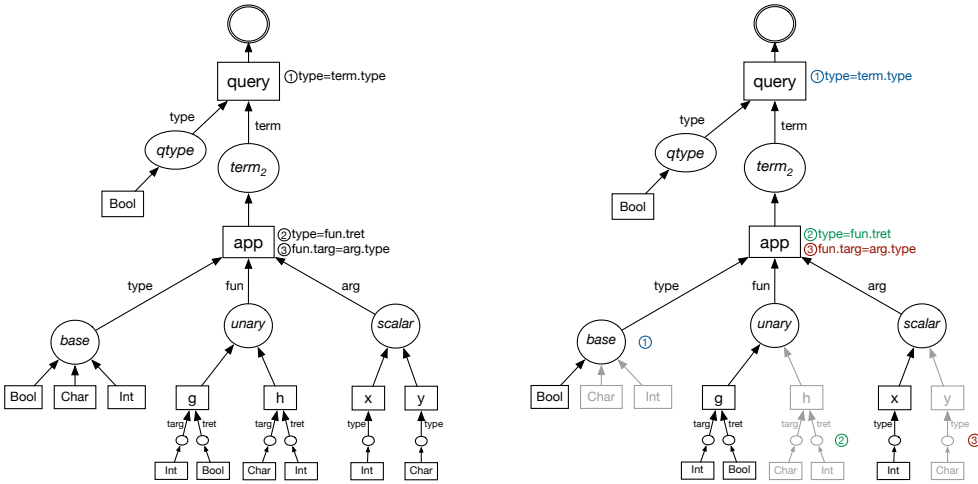 query
①type=term.type
type
term
qtype
term2
Bool
app
②type=fun.tret
③fun.targ=arg.type
type
fun
arg
base
unary
scalar
Bool
Char
Int
g
h
x
y
targ
tret
targ
tret
type
type
Int
Bool
Char
Int
Int
Char
query
①type=term.type
type
term
qtype
term2
Bool
app
②type=fun.tret
③fun.targ=arg.type
type
fun
arg
base
①
unary
scalar
Bool
Char
Int
g
h
x
y
targ
tret
targ
tret
②
type
type
③
Int
Bool
Char
Int
Int
Char